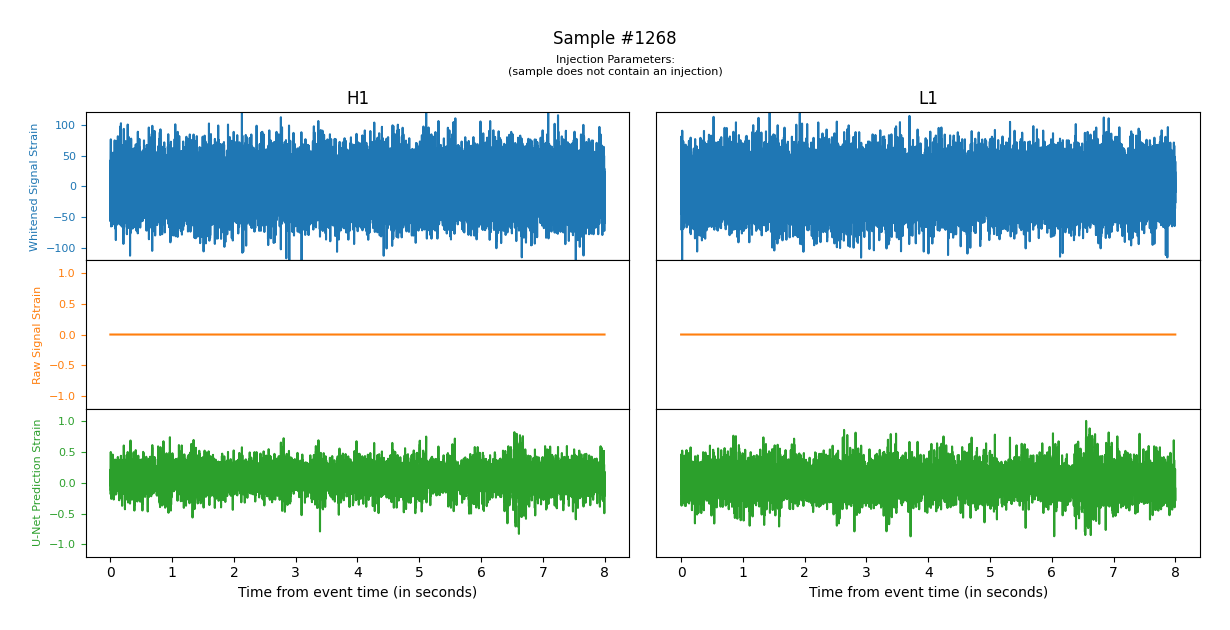 Sample #1268
Injection Parameters:
(sample does not contain an injection)
H1
L1
Whitened Signal Strain
100
50
0
−50
−100
Raw Signal Strain
1.0
0.5
0.0
−0.5
−1.0
U-Net Prediction Strain
1.0
0.5
0.0
−0.5
−1.0
0 1 2 3 4 5 6 7 8
0 1 2 3 4 5 6 7 8
Time from event time (in seconds)
Time from event time (in seconds)